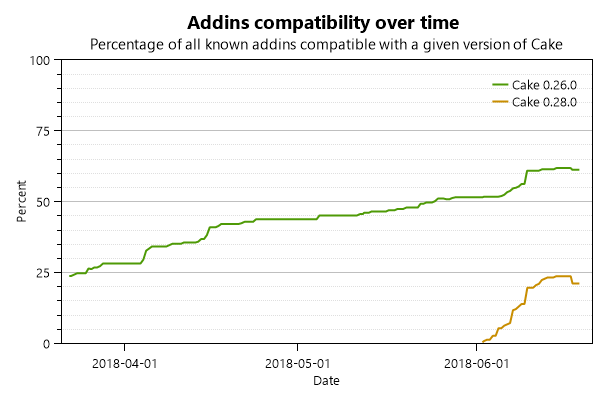 Addins compatibility over time
Percentage of all known addins compatible with a given version of Cake
100
Cake 0.26.0
Cake 0.28.0
75
50
25
0
Percent
2018-04-01
2018-05-01
2018-06-01
Date